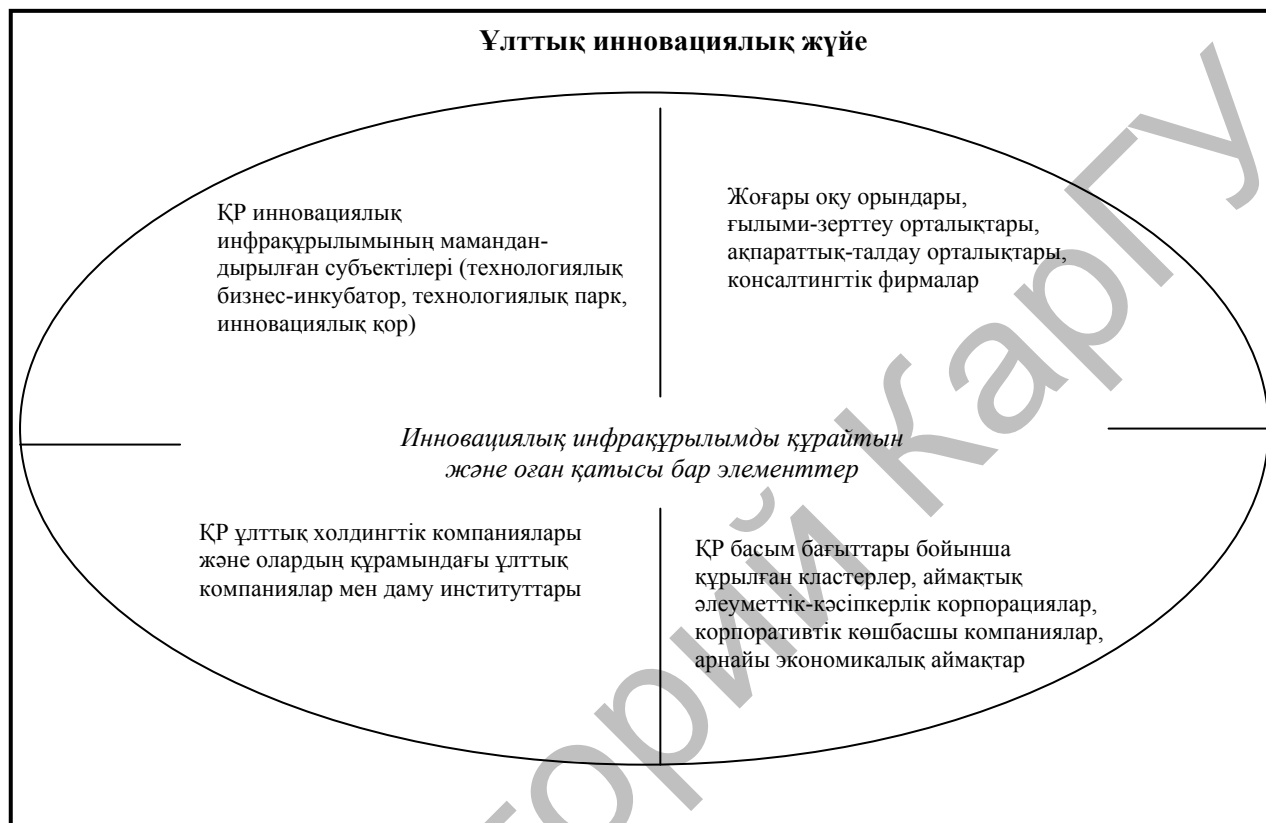 Ұлттық инновациялық жүйе
ҚР инновациялық
инфрақұрылымының мамандан-
дырылған субъектілері (технологиялық
бизнес-инкубатор, технологиялық парк,
инновациялық қор)
Жоғары оқу орындары,
ғылыми-зерттеу орталықтары,
ақпараттық-талдау орталықтары,
консалтингтік фирмалар
Инновациялық инфрақұрылымды құрайтын
және оған қатысы бар элементтер
ҚР ұлттық холдингтік компаниялары
және олардың құрамындағы ұлттық
компаниялар мен даму институттары
ҚР басым бағыттары бойынша
құрылған кластерлер, аймақтық
әлеуметтік-кәсіпкерлік корпорациялар,
корпоративтік көшбасшы компаниялар,
арнайы экономикалық аймақтар
торий КарГУ